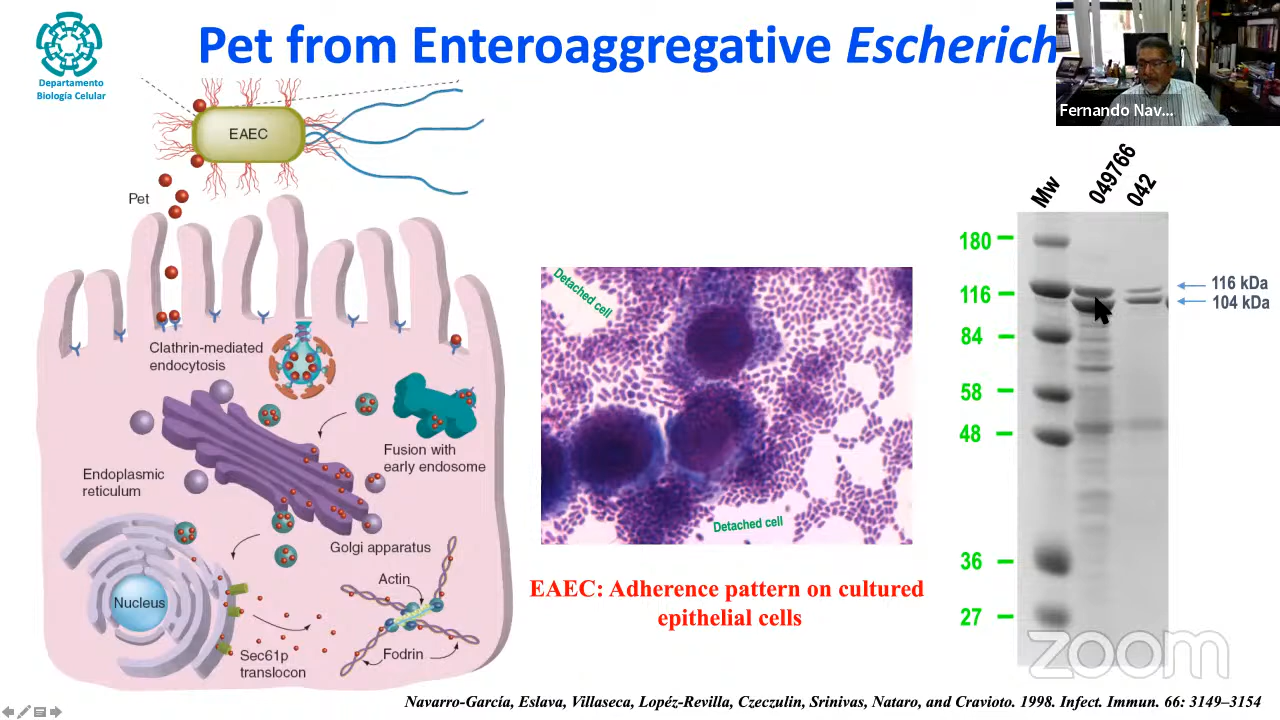 Pet from Enteroaggregative Escherich
Departamento
Biología Celular
Fernando Nav...
EAEC
Pet
Clathrin-mediated
endocytosis
Fusion with
early endosome
Endoplasmic
reticulum
Golgi apparatus
Actin
Nucleus
Fodrin
Sec61p
translocon
Detached cell
Detached cell
EAEC: Adherence pattern on cultured
epithelial cells
Mw
049766
042
180
116
84
58
48
36
27
116 kDa
104 kDa
zoom
Navarro-García, Eslava, Villaseca, Lopéz-Revilla, Czeczulin, Srinivas, Nataro, and Cravioto. 1998. Infect. Immun. 66: 3149–3154